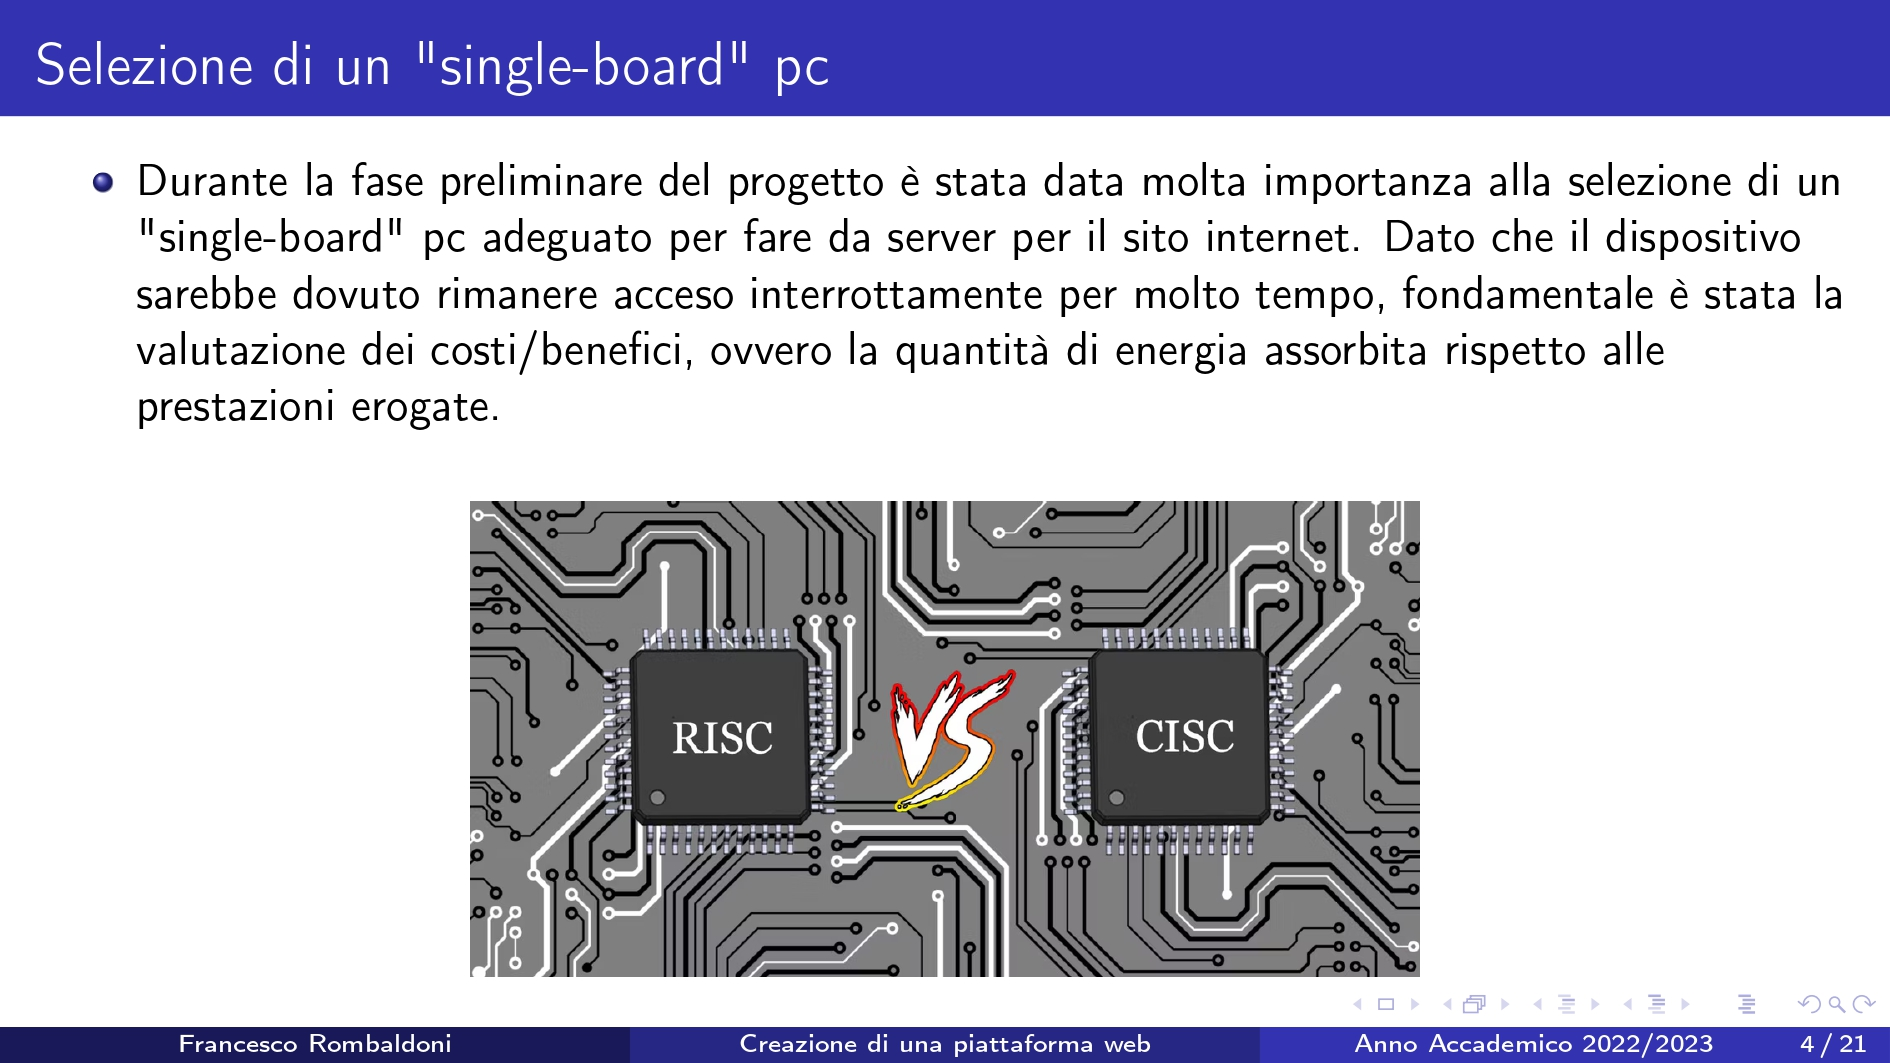 Selezione di un "single-board" pc
Durante la fase preliminare del progetto è stata data molta importanza alla selezione di un
"single-board" pc adeguato per fare da server per il sito internet. Dato che il dispositivo
sarebbe dovuto rimanere acceso interrottamente per molto tempo, fondamentale è stata la
valutazione dei costi/benefici, ovvero la quantità di energia assorbita rispetto alle
prestazioni erogate.
RISC
VS
CISC
Francesco Rombaldoni
Creazione di una piattaforma web
Anno Accademico 2022/2023
4 / 21